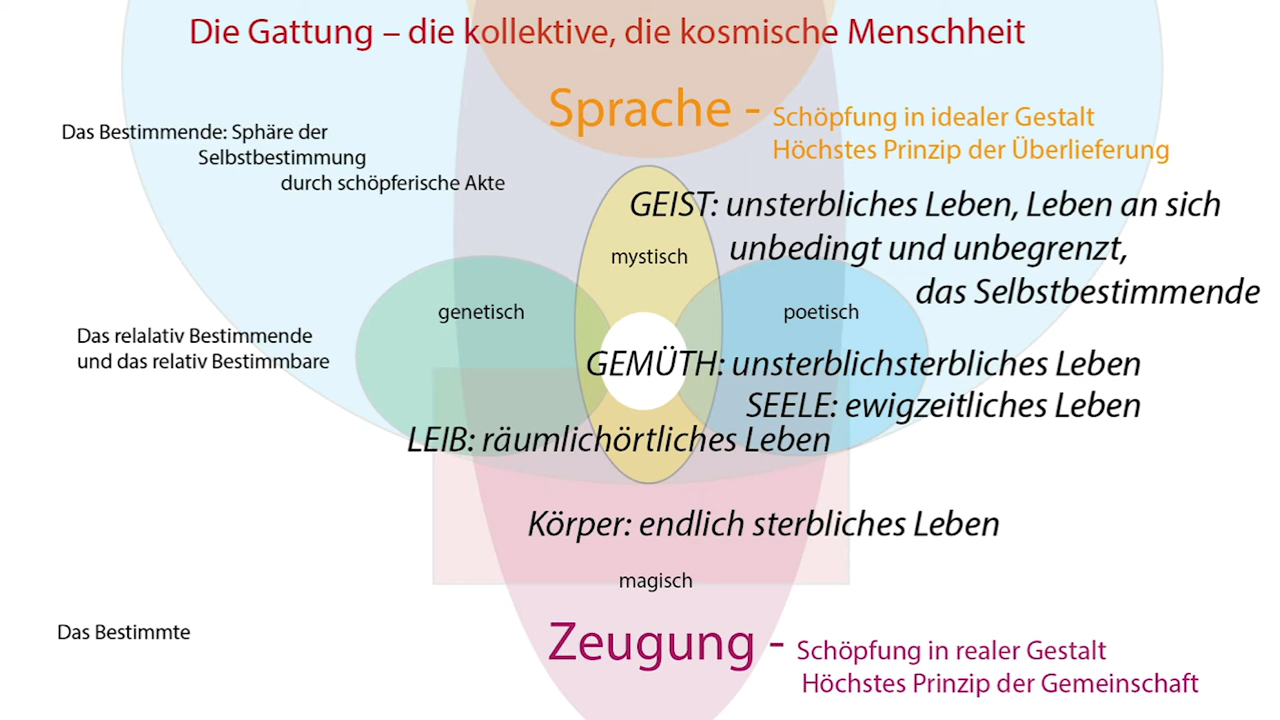 Die Gattung – die kollektive, die kosmische Menschheit
Sprache - Schöpfung in idealer Gestalt
Höchstes Prinzip der Überlieferung
Das Bestimmende: Sphäre der
Selbstbestimmung
durch schöpferische Akte
GEIST: unsterbliches Leben, Leben an sich
unbedingt und unbegrenzt,
das Selbstbestimmende
mystisch
genetisch
poetisch
Das relalativ Bestimmende
und das relativ Bestimmbare
GEMÜTH: unsterblichsterbliches Leben
SEELE: ewigzeitliches Leben
LEIB: räumlichörtliches Leben
Körper: endlich sterbliches Leben
magisch
Das Bestimmte
Zeugung - Schöpfung in realer Gestalt
Höchstes Prinzip der Gemeinschaft